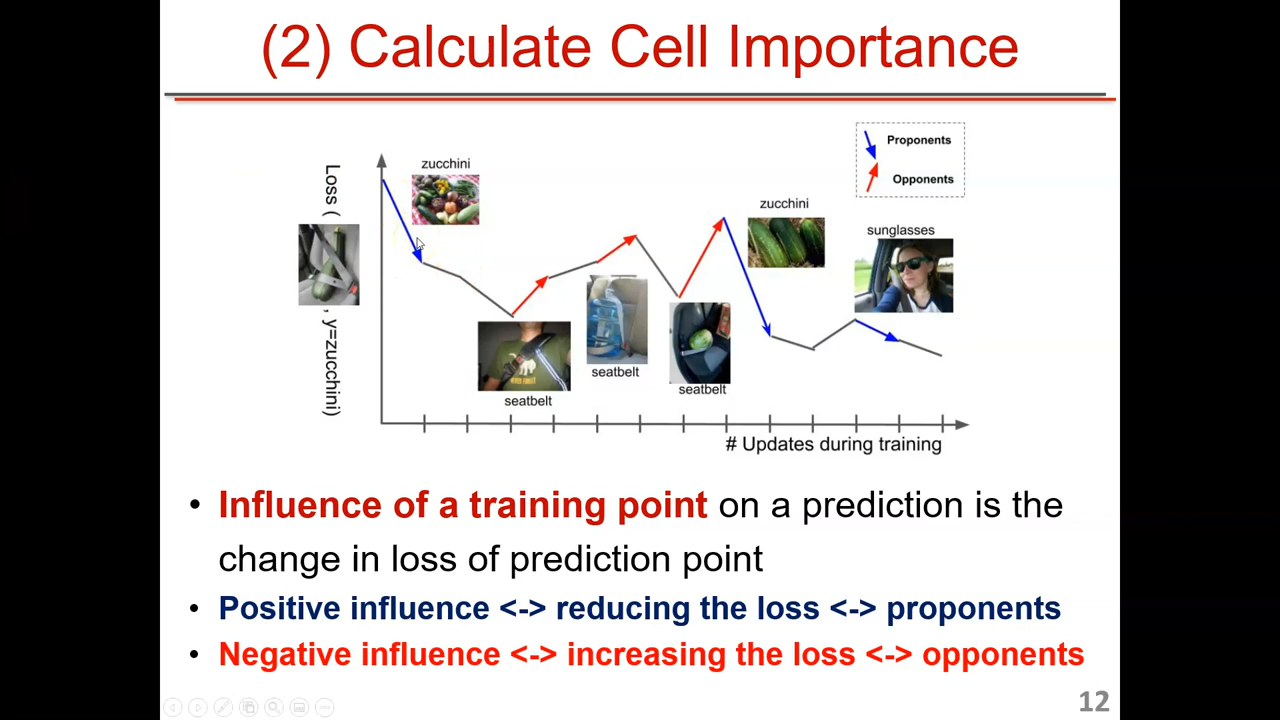 (2) Calculate Cell Importance
Proponents
Opponents
Loss (
, y=zucchini)
zucchini
zucchini
sunglasses
seatbelt
seatbelt
seatbelt
# Updates during training
• Influence of a training point on a prediction is the
change in loss of prediction point
• Positive influence <-> reducing the loss <-> proponents
• Negative influence <-> increasing the loss <-> opponents
12